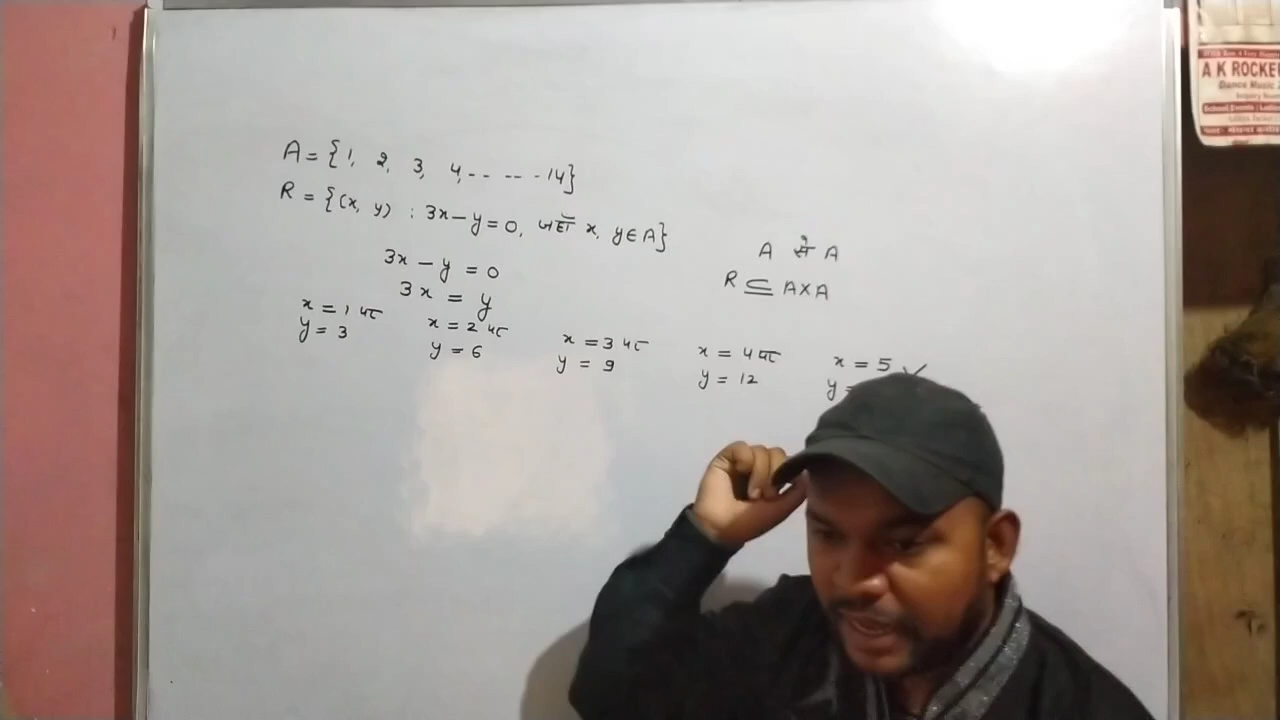 A = {1, 2, 3, 4, -- -- - 14}
R = {(x, y) : 3x - y = 0, जहाँ x, y ∈ A}
3x - y = 0
3x = y
A से A
R ⊆ A×A
x = 1 पर
y = 3
x = 2 पर
y = 6
x = 3 पर
y = 9
x = 4 पर
y = 12
x = 5 ✓
y =
A K ROCKE
Dance Music